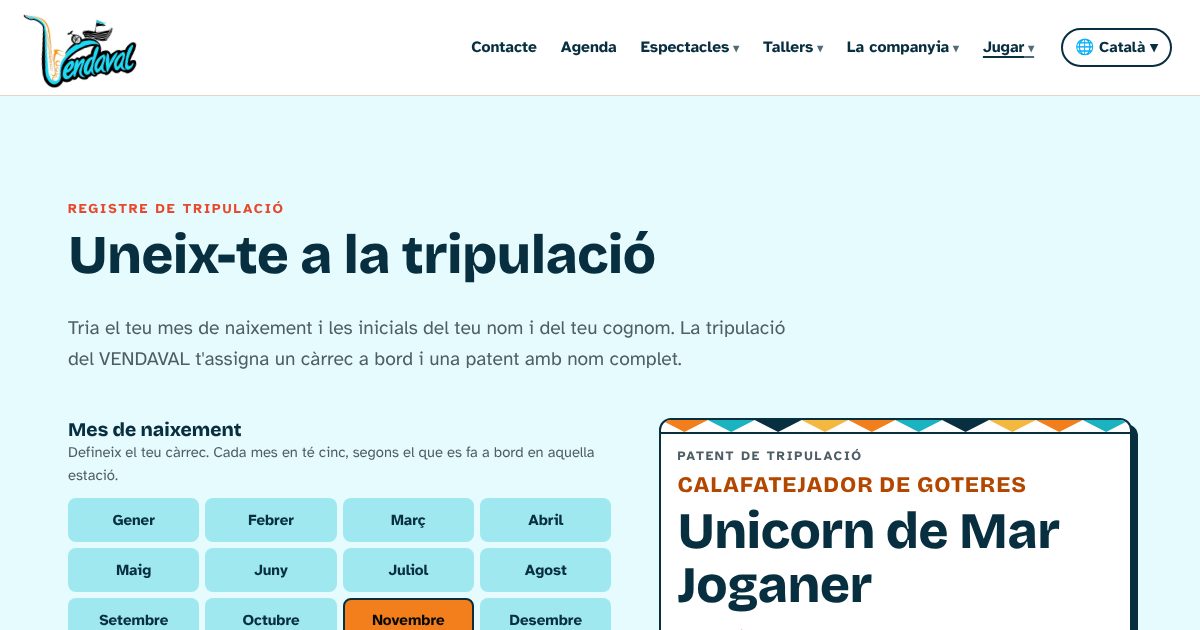 Vendaval
Contacte
Agenda
Espectacles ▾
Tallers ▾
La companyia ▾
Jugar ▾
🌐 Català ▼
REGISTRE DE TRIPULACIÓ
Uneix-te a la tripulació
Tria el teu mes de naixement i les inicials del teu nom i del teu cognom. La tripulació
del VENDAVAL t'assigna un càrrec a bord i una patent amb nom complet.
Mes de naixement
Defineix el teu càrrec. Cada mes en té cinc, segons el que es fa a bord en aquella
estació.
Gener
Febrer
Març
Abril
Maig
Juny
Juliol
Agost
Setembre
Octubre
Novembre
Desembre
PATENT DE TRIPULACIÓ
CALAFATEJADOR DE GOTERES
Unicorn de Mar
Joganer